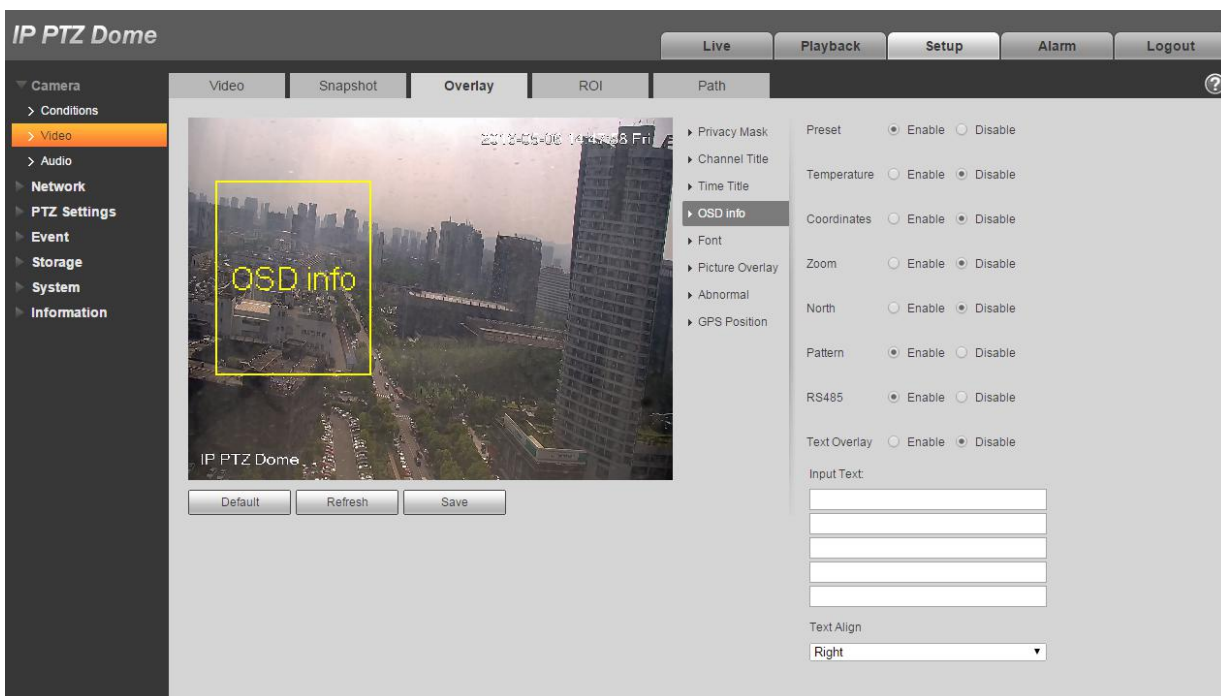 IP PTZ Dome
Live Playback Setup Alarm Logout
Camera
Conditions
Video
Audio
Network
PTZ Settings
Event
Storage
System
Information
Video Snapshot Overlay ROI Path
?
Fri
OSD info
IP PTZ Dome
Default Refresh Save
Privacy Mask
Channel Title
Time Title
OSD info
Font
Picture Overlay
Abnormal
GPS Position
Preset Enable Disable
Temperature Enable Disable
Coordinates Enable Disable
Zoom Enable Disable
North Enable Disable
Pattern Enable Disable
RS485 Enable Disable
Text Overlay Enable Disable
Input Text:
Text Align
Right